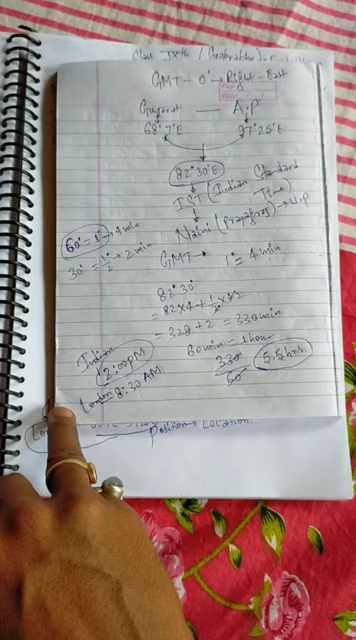 Class IXth / (Geography)
GMT - 0° → Right - East
Gujarat — A.P
68°7'E 97°25'E
82°30'E
IST (Indian Standard Time)
Naini (Prayagraj) → U.P
60' = 1° → 4 min
30' = 1°/2 → 2 min
GMT → 1° = 4 min
82°30'
= 82×4 + 1/2 ×
= 328 + 2 = 330 min
60 min = 1 hour
330/60 5.5 hrs
Indian
2:00 PM
London 8:30 AM
Position → Location